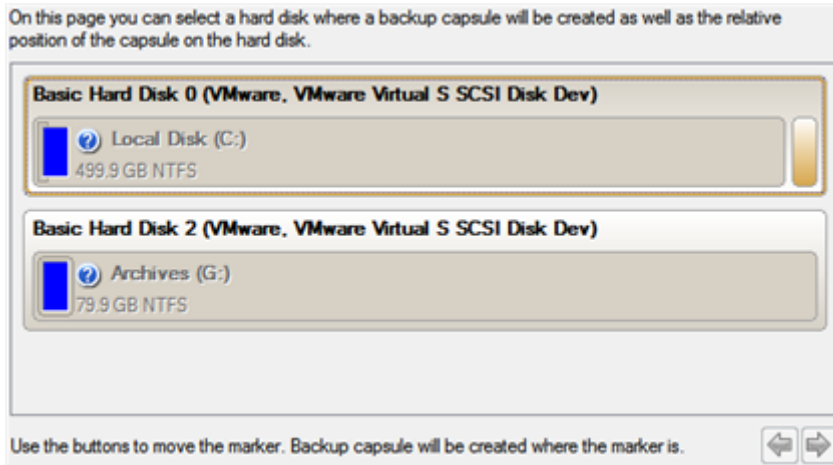 On this page you can select a hard disk where a backup capsule will be created as well as the relative
position of the capsule on the hard disk.
Basic Hard Disk 0 (VMware, VMware Virtual S SCSI Disk Dev)
Local Disk (C:)
499.9 GB NTFS
Basic Hard Disk 2 (VMware, VMware Virtual S SCSI Disk Dev)
Archives (G:)
79.9 GB NTFS
Use the buttons to move the marker. Backup capsule will be created where the marker is.